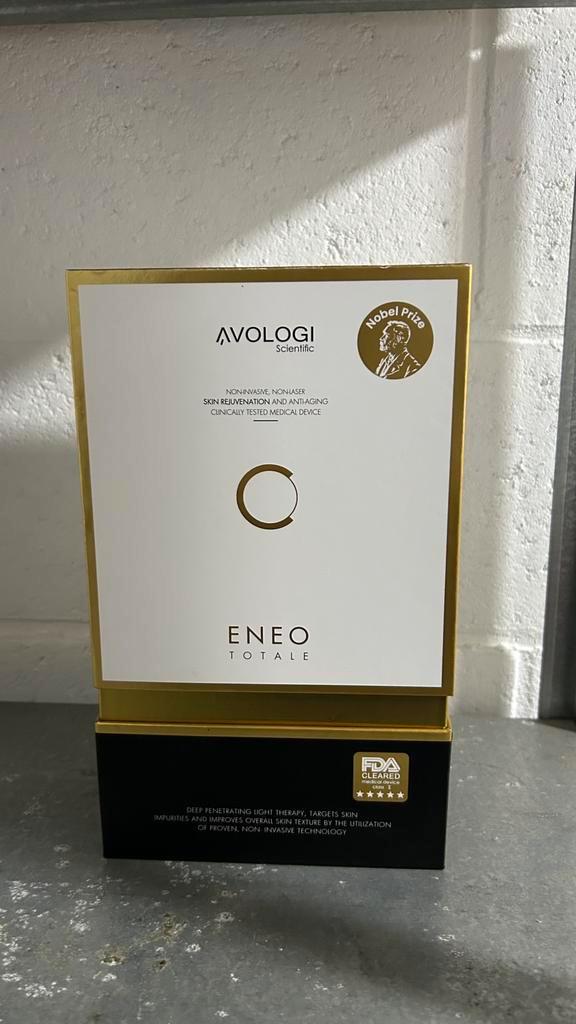 Nobel Prize
AVOLOGI
Scientific
NON-INVASIVE, NON-LASER
SKIN REJUVENATION AND ANTI-AGING
CLINICALLY TESTED MEDICAL DEVICE
ENEO
TOTALE
FDA
CLEARED
medical device
DEEP PENETRATING LIGHT THERAPY, TARGETS SKIN
IMPURITIES AND IMPROVES OVERALL SKIN TEXTURE BY THE UTILIZATION
OF PROVEN, NON- INVASIVE TECHNOLOGY